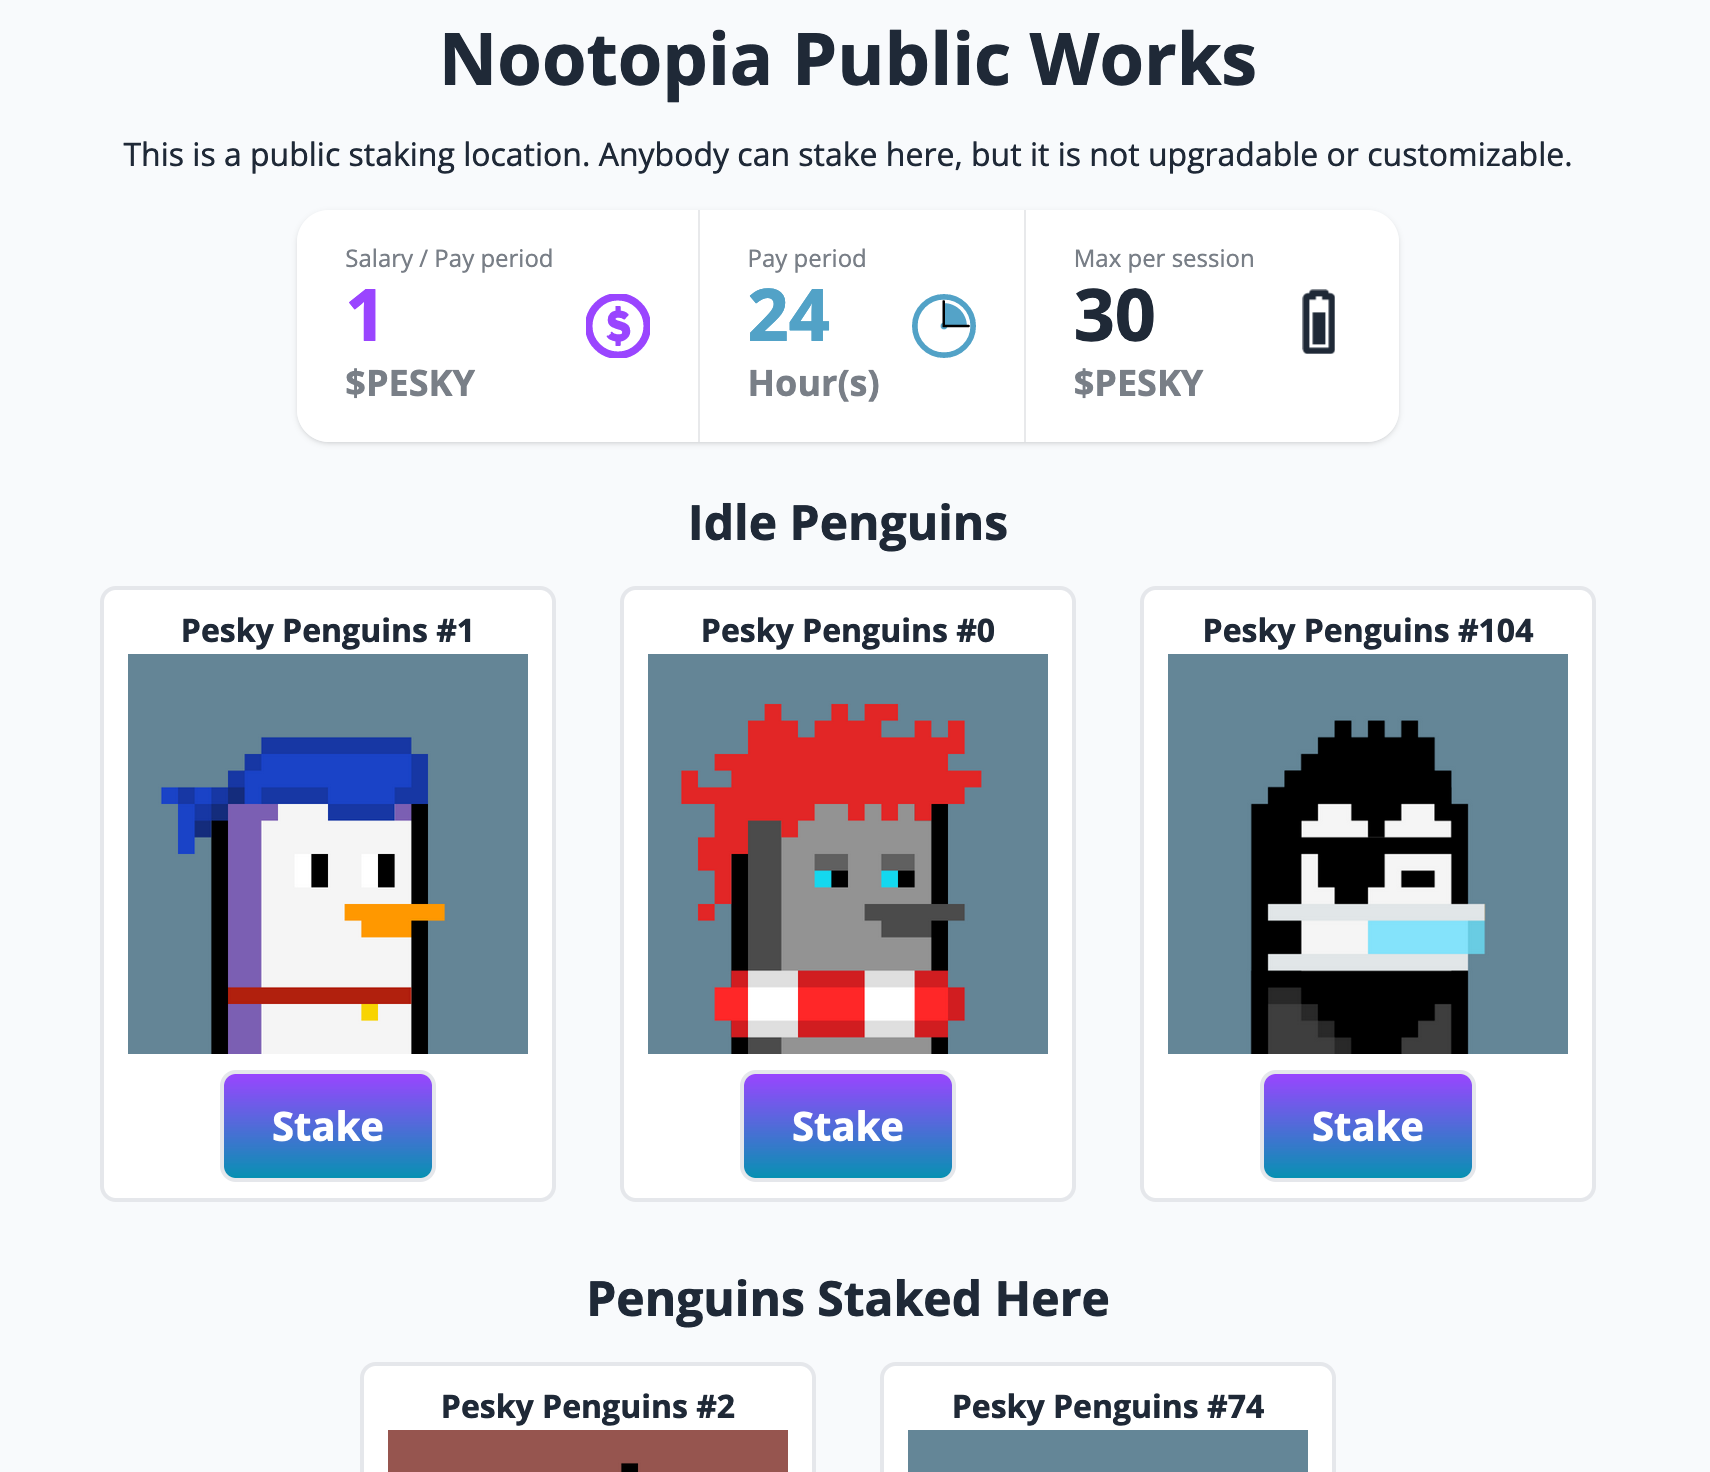 Nootopia Public Works
This is a public staking location. Anybody can stake here, but it is not upgradable or customizable.
Salary / Pay period
1
$PESKY
$
Pay period
24
Hour(s)
Max per session
30
$PESKY
Idle Penguins
Pesky Penguins #1
Stake
Pesky Penguins #0
Stake
Pesky Penguins #104
Stake
Penguins Staked Here
Pesky Penguins #2
Pesky Penguins #74